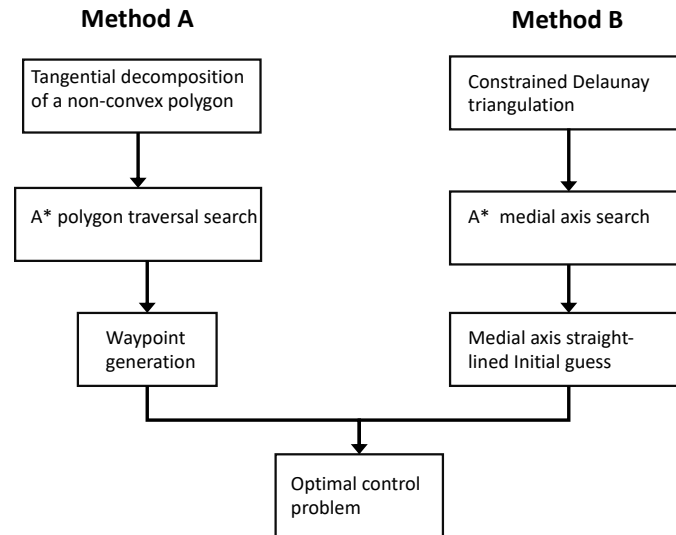 Method A
Method B
Tangential decomposition
of a non-convex polygon
Constrained Delaunay
triangulation
A* polygon traversal search
A* medial axis search
Waypoint
generation
Medial axis straight-
lined Initial guess
Optimal control
problem